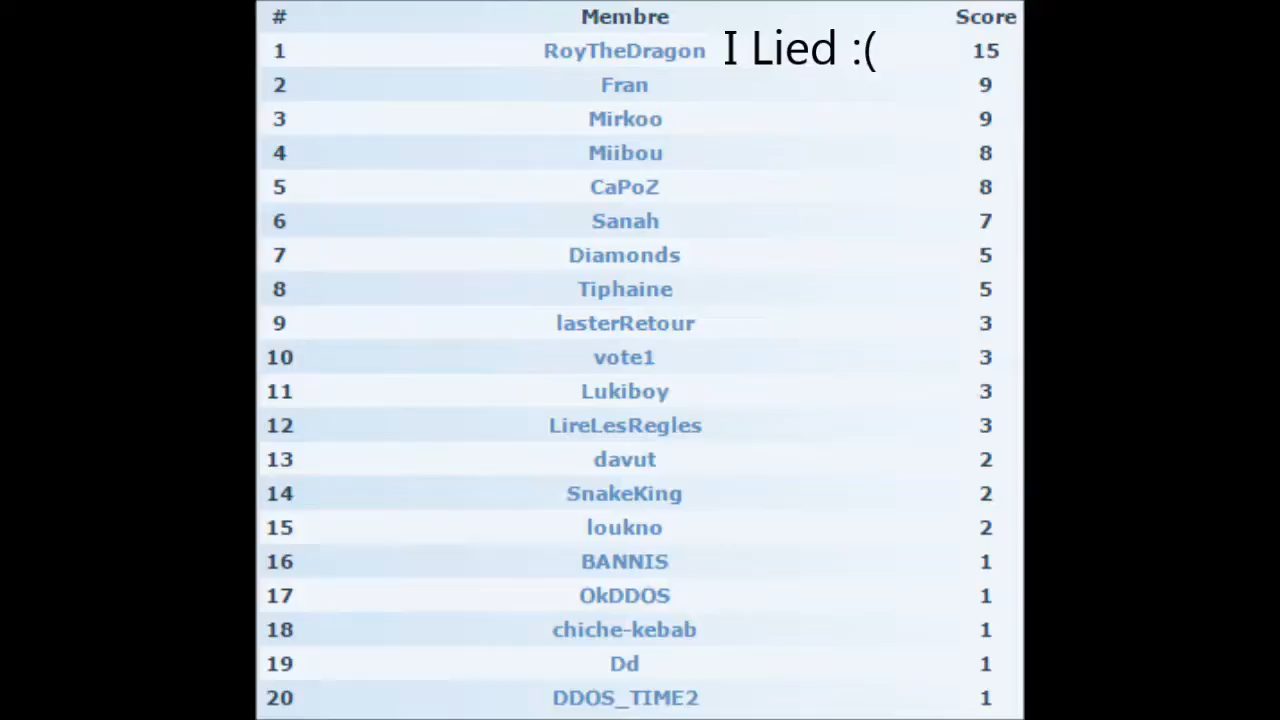 # Membre Score
1 RoyTheDragon I Lied :( 15
2 Fran 9
3 Mirkoo 9
4 Miibou 8
5 CaPoZ 8
6 Sanah 7
7 Diamonds 5
8 Tiphaine 5
9 lasterRetour 3
10 vote1 3
11 Lukiboy 3
12 LireLesRegles 3
13 davut 2
14 SnakeKing 2
15 loukno 2
16 BANNIS 1
17 OkDDOS 1
18 chiche-kebab 1
19 Dd 1
20 DDOS_TIME2 1